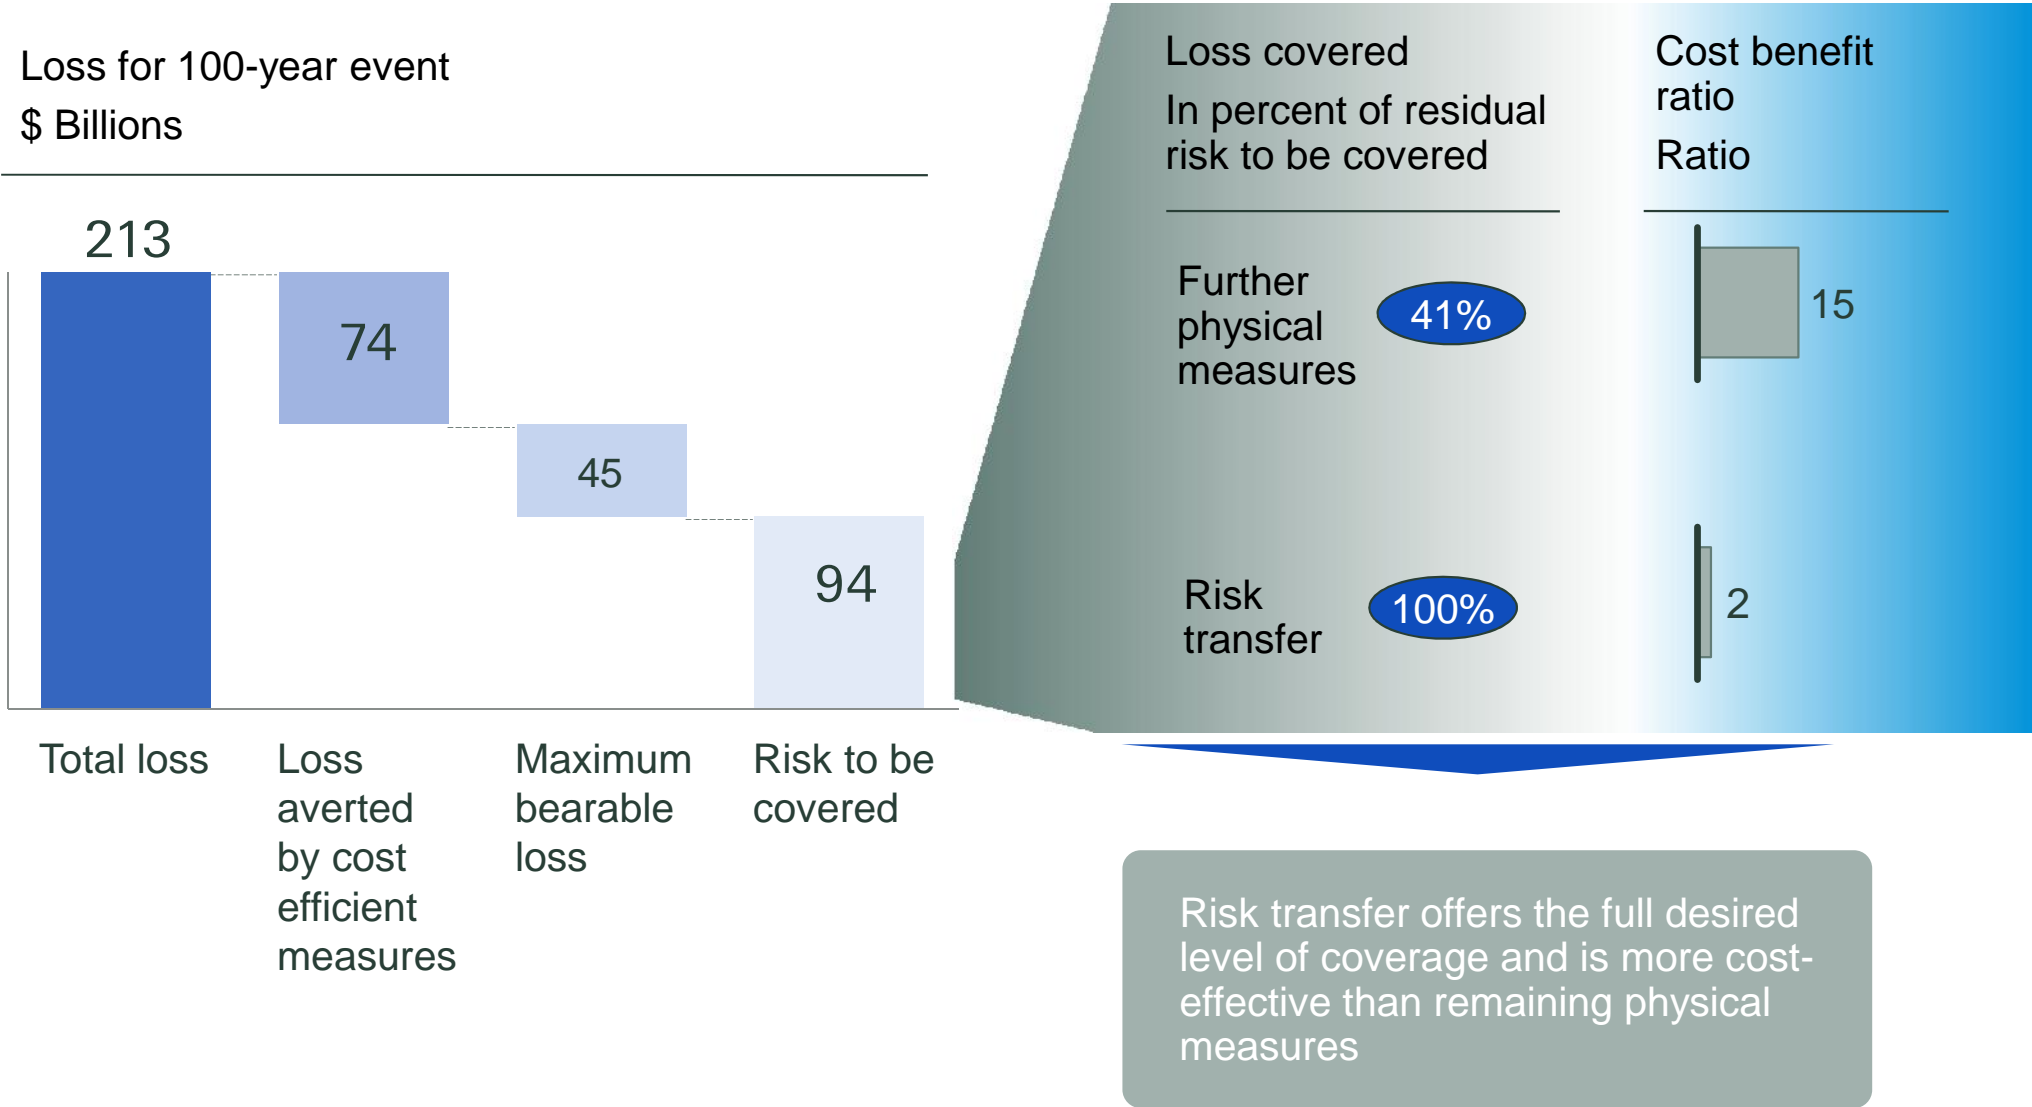 Loss for 100-year event
$ Billions
213
74
45
94
Total loss
Loss
averted
by cost
efficient
measures
Maximum
bearable
loss
Risk to be
covered
Loss covered
In percent of residual
risk to be covered
Cost benefit
ratio
Ratio
Further
physical
measures
41%
15
Risk
transfer
100%
2
Risk transfer offers the full desired
level of coverage and is more cost-
effective than remaining physical
measures